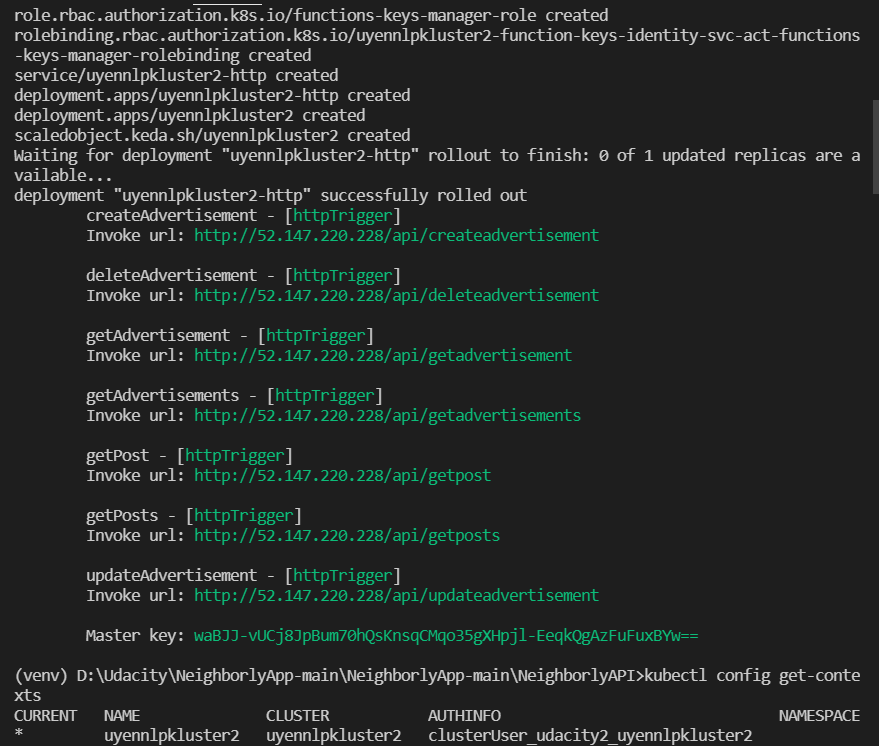 role.rbac.authorization.k8s.io/functions-keys-manager-role created
rolebinding.rbac.authorization.k8s.io/uyennlpkluster2-function-keys-identity-svc-act-functions
-keys-manager-rolebinding created
service/uyennlpkluster2-http created
deployment.apps/uyennlpkluster2-http created
deployment.apps/uyennlpkluster2 created
scaledobject.keda.sh/uyennlpkluster2 created
Waiting for deployment "uyennlpkluster2-http" rollout to finish: 0 of 1 updated replicas are a
vailable...
deployment "uyennlpkluster2-http" successfully rolled out
createAdvertisement - [httpTrigger]
Invoke url: http://52.147.220.228/api/createadvertisement
deleteAdvertisement - [httpTrigger]
Invoke url: http://52.147.220.228/api/deleteadvertisement
getAdvertisement - [httpTrigger]
Invoke url: http://52.147.220.228/api/getadvertisement
getAdvertisements - [httpTrigger]
Invoke url: http://52.147.220.228/api/getadvertisements
getPost - [httpTrigger]
Invoke url: http://52.147.220.228/api/getpost
getPosts - [httpTrigger]
Invoke url: http://52.147.220.228/api/getposts
updateAdvertisement - [httpTrigger]
Invoke url: http://52.147.220.228/api/updateadvertisement
Master key: waBJJ-vUCj8JpBum70hQsKnsqCMqo35gXHpjl-EeqkQgAzFuFuxBYw==
(venv) D:\Udacity\NeighborlyApp-main\NeighborlyApp-main\NeighborlyAPI>kubectl config get-conte
xts
CURRENT NAME CLUSTER AUTHINFO NAMESPACE
* uyennlpkluster2 uyennlpkluster2 clusterUser_udacity2_uyennlpkluster2